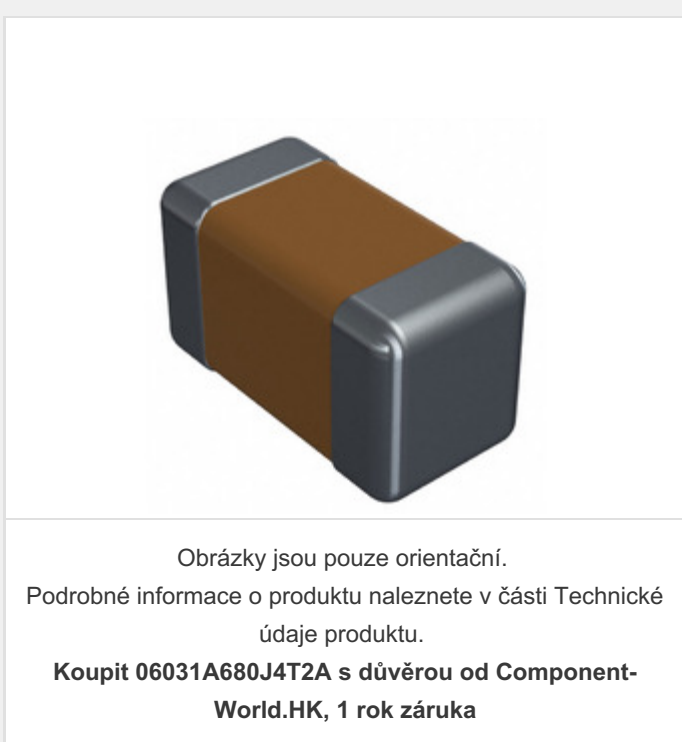 Obrázky jsou pouze orientační.
Podrobné informace o produktu naleznete v části Technické
údaje produktu.
Koupit 06031A680J4T2A s důvěrou od Component-
World.HK, 1 rok záruka